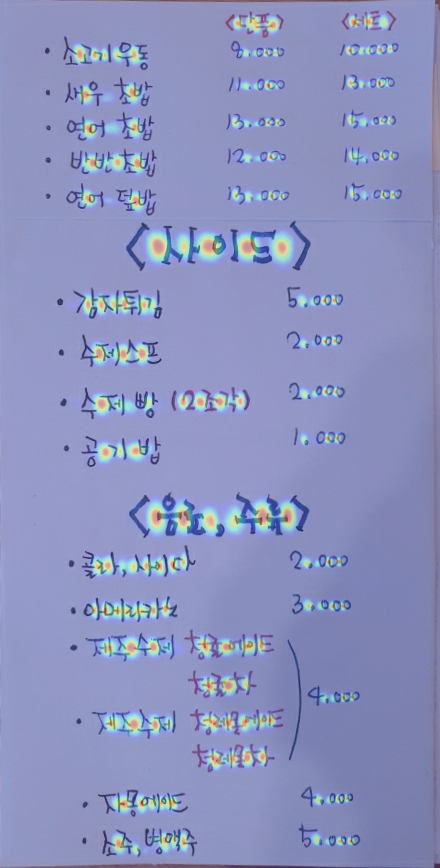 <단품> <세트>
· 소고기우동 8.000 10.000
· 새우 초밥 11.000 13.000
· 연어 초밥 13.000 15.000
· 반반초밥 12.000 14.000
· 연어 덮밥 13.000 15.000
<사이드>
· 감자튀김 5.000
· 수제스프 2.000
· 수제 빵 (2조각) 2.000
· 공기밥 1.000
<음료, 주류>
· 콜라, 사이다 2.000
· 아메리카노 3.000
· 제주수제 청귤에이드
청귤차
4.000
· 제주수제 청레몬에이드
청레몬차
· 자몽에이드 4.000
· 소주, 병맥주 5.000